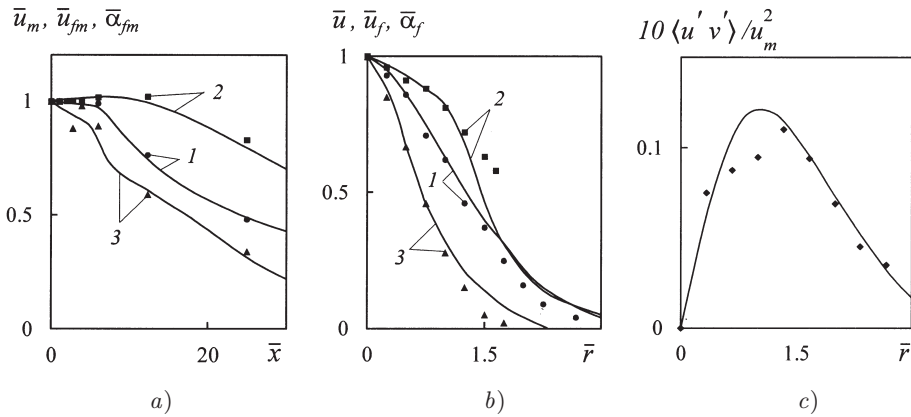 ū_m, ū_fm, ᾱ_fm
1
0.5
0
0
20
x̄
2
1
3
a)
ū, ū_f, ᾱ_f
1
0.5
0
0
1.5
r̄
2
1
3
b)
10 ⟨u′ v′⟩/u_m^2
0.1
0
0
1.5
r̄
c)